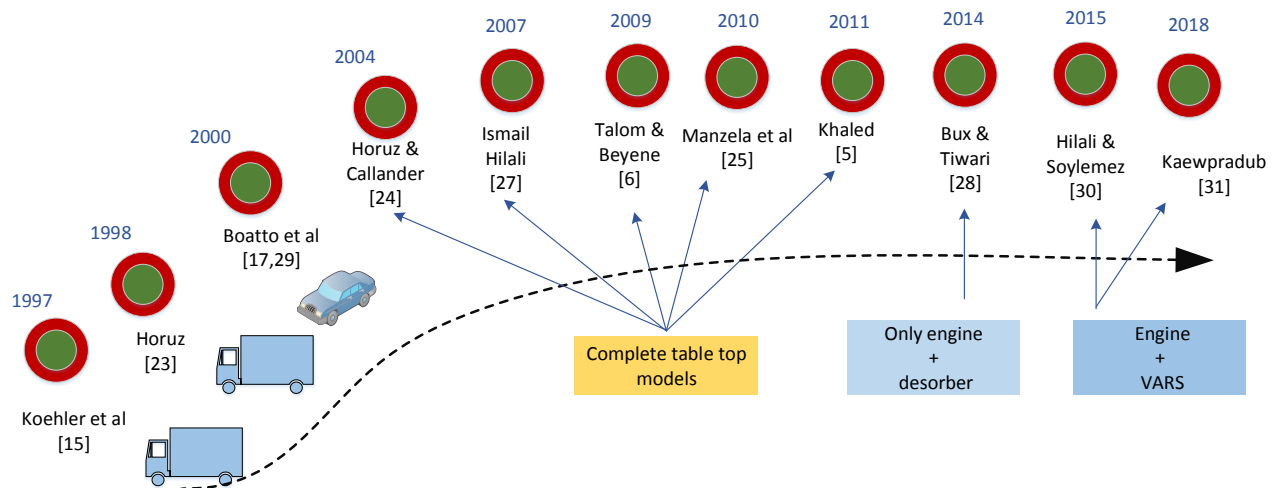 1997
Koehler et al
[15]
1998
Horuz
[23]
2000
Boatto et al
[17,29]
2004
Horuz &
Callander
[24]
2007
Ismail
Hilali
[27]
2009
Talom &
Beyene
[6]
2010
Manzela et al
[25]
2011
Khaled
[5]
2014
Bux &
Tiwari
[28]
2015
Hilali &
Soylemez
[30]
2018
Kaewpradub
[31]
Complete table top
models
Only engine
+
desorber
Engine
+
VARS